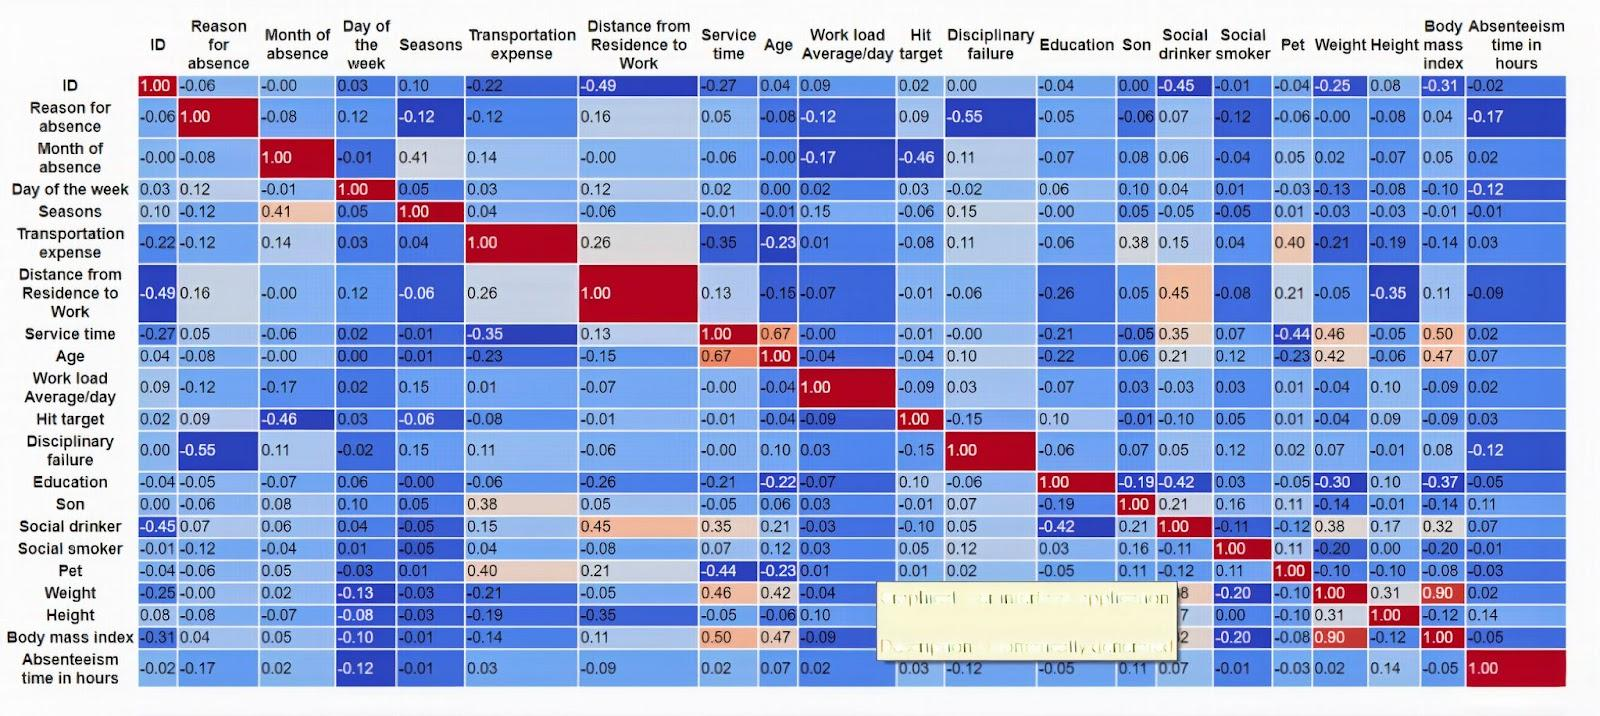 ID Reason for absence Month of absence Day of the week Seasons Transportation expense Distance from Residence to Work Service time Age Work load Average/day Hit target Disciplinary failure Education Son Social drinker Social smoker Pet Weight Height Body mass index Absenteeism time in hours
ID 1.00 -0.06 -0.00 0.03 0.10 -0.22 -0.49 -0.27 0.04 0.09 0.02 0.00 -0.04 0.00 -0.45 -0.01 -0.04 -0.25 0.08 -0.31 -0.02
Reason for absence -0.06 1.00 -0.08 0.12 -0.12 -0.12 0.16 0.05 -0.08 -0.12 0.09 -0.55 -0.05 -0.06 0.07 -0.12 -0.06 -0.00 -0.08 0.04 -0.17
Month of absence -0.00 -0.08 1.00 -0.01 0.41 0.14 -0.00 -0.06 -0.00 -0.17 -0.46 0.11 -0.07 0.08 0.06 -0.04 0.05 0.02 -0.07 0.05 0.02
Day of the week 0.03 0.12 -0.01 1.00 0.05 0.03 0.12 0.02 0.00 0.02 0.03 -0.02 0.06 0.10 0.04 0.01 -0.03 -0.13 -0.08 -0.10 -0.12
Seasons 0.10 -0.12 0.41 0.05 1.00 0.04 -0.06 -0.01 -0.01 0.15 -0.06 0.15 -0.00 0.05 -0.05 -0.05 0.01 -0.03 -0.03 -0.01 -0.01
Transportation expense -0.22 -0.12 0.14 0.03 0.04 1.00 0.26 -0.35 -0.23 0.01 -0.08 0.11 -0.06 0.38 0.15 0.04 0.40 -0.21 -0.19 -0.14 0.03
Distance from Residence to Work -0.49 0.16 -0.00 0.12 -0.06 0.26 1.00 0.13 -0.15 -0.07 -0.01 -0.06 -0.26 0.05 0.45 -0.08 0.21 -0.05 -0.35 0.11 -0.09
Service time -0.27 0.05 -0.06 0.02 -0.01 -0.35 0.13 1.00 0.67 -0.00 -0.01 -0.00 -0.21 -0.05 0.35 0.07 -0.44 0.46 -0.05 0.50 0.02
Age 0.04 -0.08 -0.00 0.00 -0.01 -0.23 -0.15 0.67 1.00 -0.04 -0.04 0.10 -0.22 0.06 0.21 0.12 -0.23 0.42 -0.06 0.47 0.07
Work load Average/day 0.09 -0.12 -0.17 0.02 0.15 0.01 -0.07 -0.00 -0.04 1.00 -0.09 0.03 -0.07 0.03 -0.03 0.03 0.01 -0.04 0.10 -0.09 0.02
Hit target 0.02 0.09 -0.46 0.03 -0.06 -0.08 -0.01 -0.01 -0.04 -0.09 1.00 -0.15 0.10 -0.01 -0.10 0.05 0.01 -0.04 0.09 -0.09 0.03
Disciplinary failure 0.00 -0.55 0.11 -0.02 0.15 0.11 -0.06 -0.00 0.10 0.03 -0.15 1.00 -0.06 0.07 0.05 0.12 0.02 0.07 -0.01 0.08 -0.12
Education -0.04 -0.05 -0.07 0.06 -0.00 -0.06 -0.26 -0.21 -0.22 -0.07 0.10 -0.06 1.00 -0.19 -0.42 0.03 -0.05 -0.30 0.10 -0.37 -0.05
Son 0.00 -0.06 0.08 0.10 0.05 0.38 0.05 -0.05 0.06 0.03 -0.01 0.07 -0.19 1.00 0.21 0.16 0.11 -0.14 -0.01 -0.14 0.11
Social drinker -0.45 0.07 0.06 0.04 -0.05 0.15 0.45 0.35 0.21 -0.03 -0.10 0.05 -0.42 0.21 1.00 -0.11 -0.12 0.38 0.17 0.32 0.07
Social smoker -0.01 -0.12 -0.04 0.01 -0.05 0.04 -0.08 0.07 0.12 0.03 0.05 0.12 0.03 0.16 -0.11 1.00 0.11 -0.20 0.00 -0.20 -0.01
Pet -0.04 -0.06 0.05 -0.03 0.01 0.40 0.21 -0.44 -0.23 0.01 0.01 0.02 -0.05 0.11 -0.12 0.11 1.00 -0.10 -0.10 -0.08 -0.03
Weight -0.25 -0.00 0.02 -0.13 -0.03 -0.21 -0.05 0.46 0.42 -0.04 -0.20 -0.10 1.00 0.31 0.90 0.02
Height 0.08 -0.08 -0.07 -0.08 -0.03 -0.19 -0.35 -0.05 -0.06 0.10 0.00 -0.10 0.31 1.00 -0.12 0.14
Body mass index -0.31 0.04 0.05 -0.10 -0.01 -0.14 0.11 0.50 0.47 -0.09 -0.20 -0.08 0.90 -0.12 1.00 -0.05
Absenteeism time in hours -0.02 -0.17 0.02 -0.12 -0.01 0.03 -0.09 0.02 0.07 0.02 0.03 -0.12 -0.05 0.11 0.07 -0.01 -0.03 0.02 0.14 -0.05 1.00